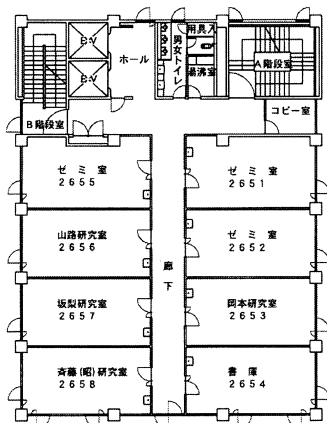 EV
EV
ホール
男女トイレ
用具入
湯沸室
A階段室
B階段室
コピー室
ゼミ室
2655
ゼミ室
2651
山路研究室
2656
ゼミ室
2652
廊下
坂梨研究室
2657
岡本研究室
2653
斉藤(昭)研究室
2658
書庫
2654